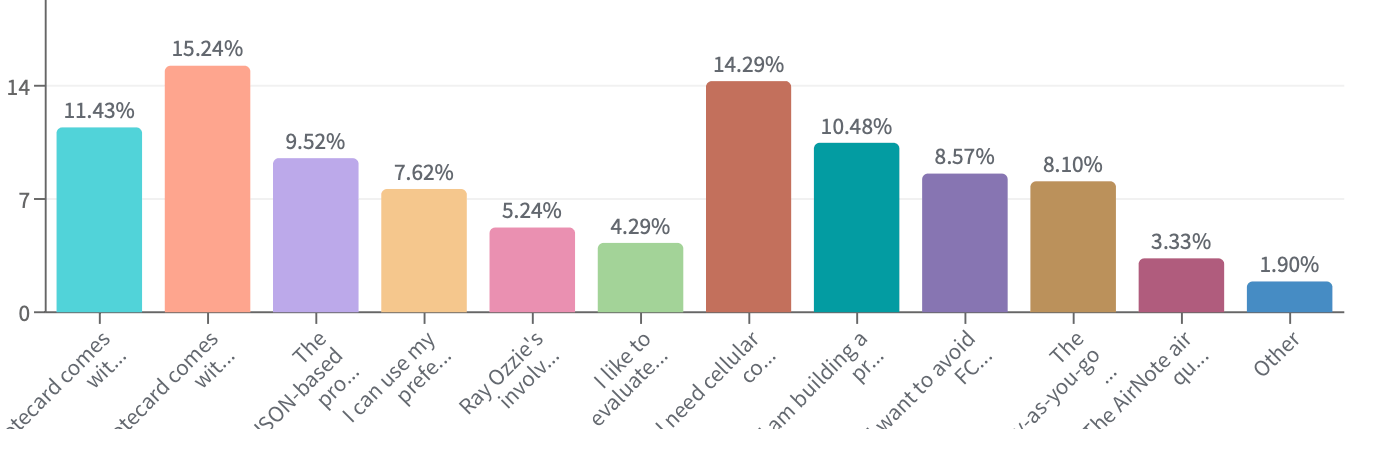 15.24%
14.29%
14
11.43%
10.48%
9.52%
8.57%
8.10%
7.62%
7
5.24%
4.29%
3.33%
1.90%
0
comes
wit...
comes
wit...
The
JSON-based
pro...
I can use my
prefe...
Ray Ozzie's
involv...
I like to
evaluate...
I need cellular
co...
am building a
pr...
want to avoid
FC...
The
-as-you-go
...
The AirNote air
qu...
Other